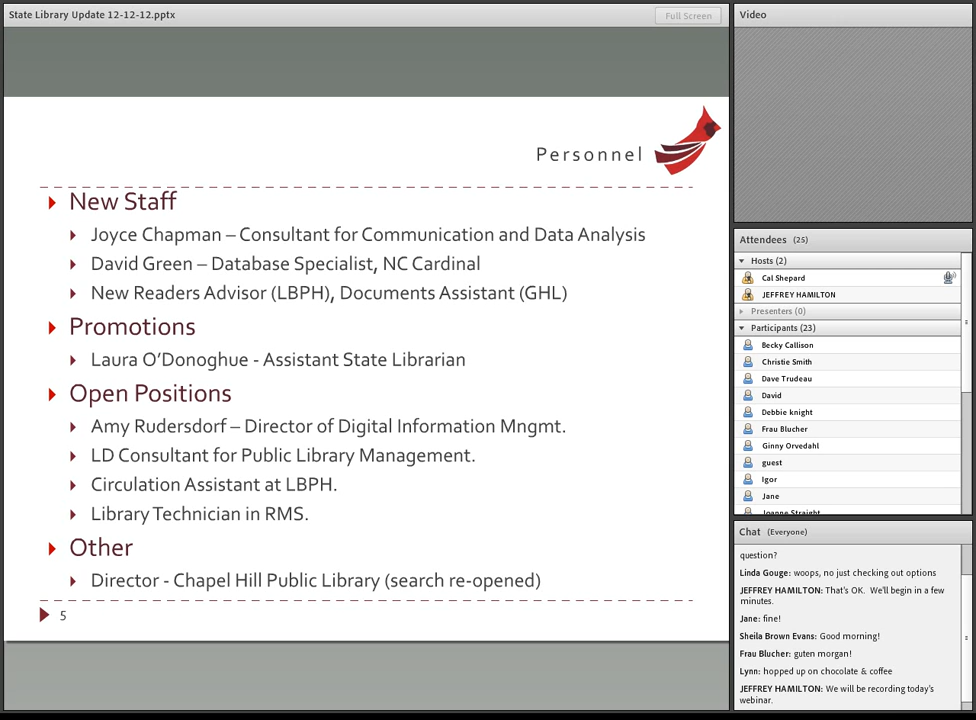 State Library Update 12-12-12.pptx
Full Screen
Personnel
New Staff
Joyce Chapman – Consultant for Communication and Data Analysis
David Green – Database Specialist, NC Cardinal
New Readers Advisor (LBPH), Documents Assistant (GHL)
Promotions
Laura O'Donoghue - Assistant State Librarian
Open Positions
Amy Rudersdorf – Director of Digital Information Mngmt.
LD Consultant for Public Library Management.
Circulation Assistant at LBPH.
Library Technician in RMS.
Other
Director - Chapel Hill Public Library (search re-opened)
5
Video
Attendees (25)
Hosts (2)
Cal Shepard
JEFFREY HAMILTON
Presenters (0)
Participants (23)
Becky Callison
Christie Smith
Dave Trudeau
David
Debbie knight
Frau Blucher
Ginny Orvedahl
guest
Igor
Jane
Joanne Straight
Chat (Everyone)
question?
Linda Gouge: woops, no just checking out options
JEFFREY HAMILTON: That's OK. We'll begin in a few
minutes.
Jane: fine!
Sheila Brown Evans: Good morning!
Frau Blucher: guten morgan!
Lynn: hopped up on chocolate & coffee
JEFFREY HAMILTON: We will be recording today's
webinar.